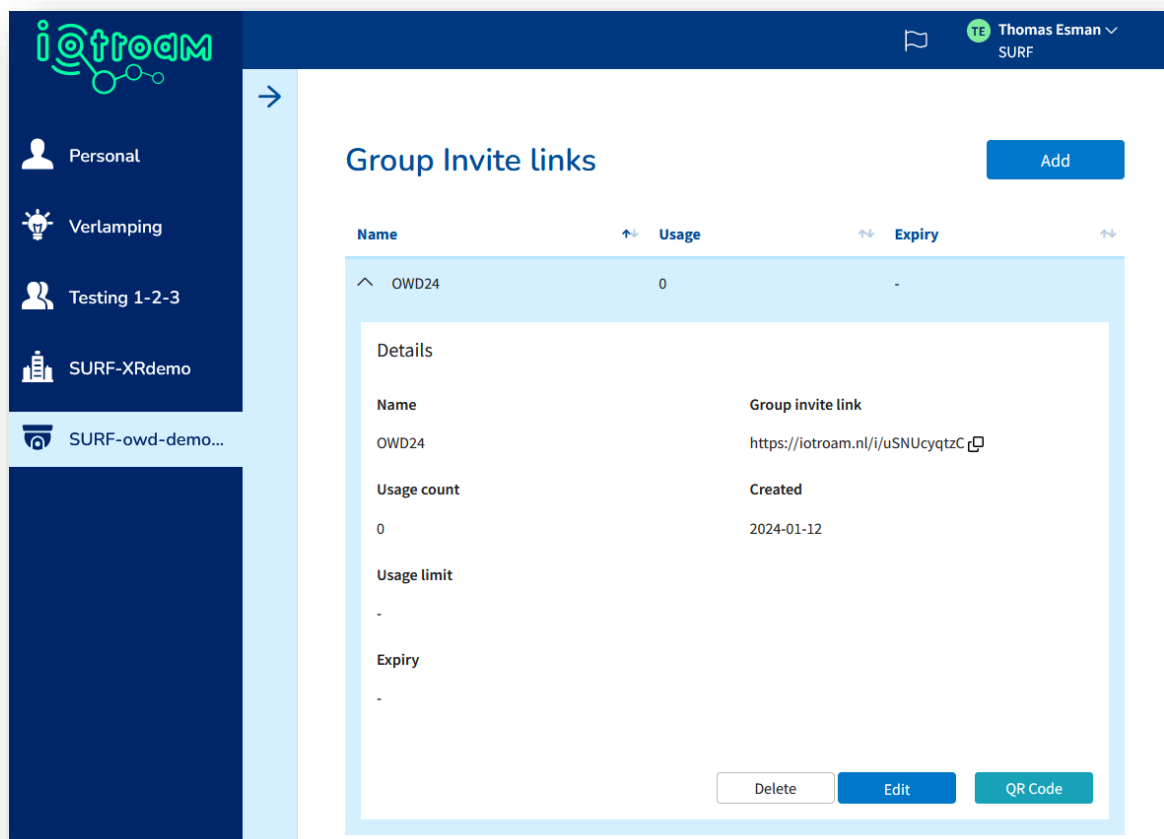 iotroam
Thomas Esman
TE
SURF
Personal
Verlamping
Testing 1-2-3
SURF-XRdemo
SURF-owd-demo...
Group Invite links
Add
Name Usage Expiry
OWD24 0 -
Details
Name Group invite link
OWD24 https://iotroam.nl/i/uSNUcyqtzC
Usage count Created
0 2024-01-12
Usage limit
-
Expiry
-
Delete Edit QR Code